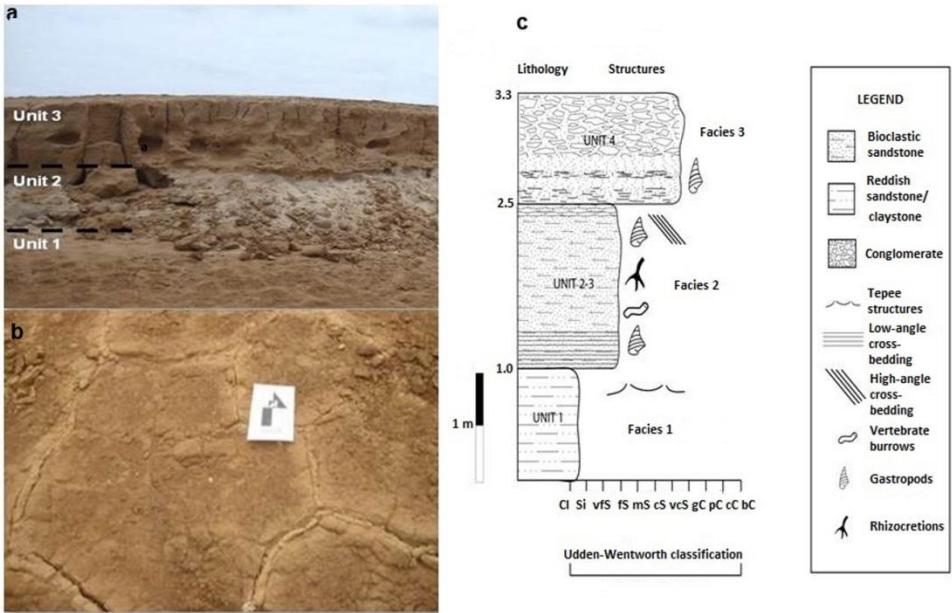 a
Unit 3
a
Unit 2
Unit 1
b
c
Lithology Structures
3.3
UNIT 4
Facies 3
2.5
UNIT 2-3
Facies 2
1.0
UNIT 1
Facies 1
1 m
Cl Si vfS fS mS cS vcS gC pC cC bC
Udden-Wentworth classification
LEGEND
Bioclastic
sandstone
Reddish
sandstone/
claystone
Conglomerate
Tepee
structures
Low-angle
cross-
bedding
High-angle
cross-
bedding
Vertebrate
burrows
Gastropods
Rhizocretions